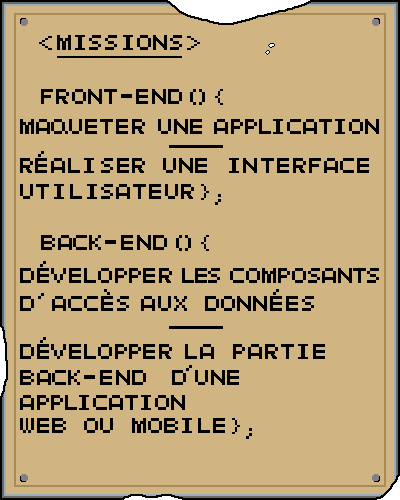 <MISSIONS>
FRONT-END(){
MAQUETER UNE APPLICATION
RÉALISER UNE INTERFACE
UTILISATEUR};
BACK-END(){
DÉVELOPPER LES COMPOSANTS
D'ACCÈS AUX DONNÉES
DÉVELOPPER LA PARTIE
BACK-END D'UNE
APPLICATION
WEB OU MOBILE};